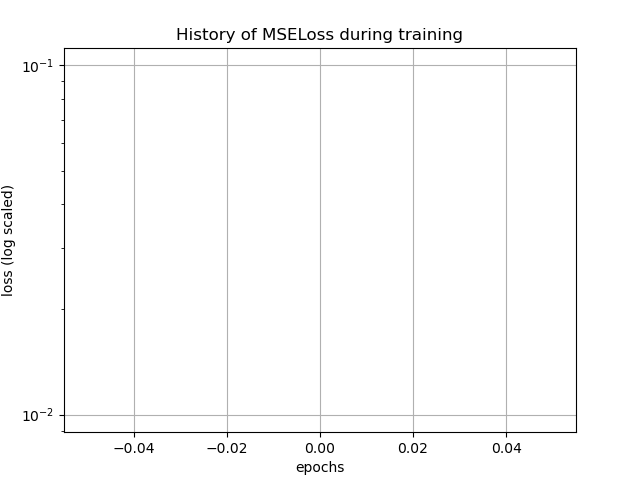 History of MSELoss during training
10⁻¹
loss (log scaled)
10⁻²
−0.04 −0.02 0.00 0.02 0.04
epochs